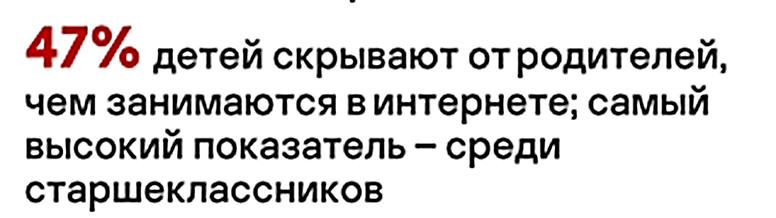 47% детей скрывают от родителей,
чем занимаются в интернете; самый
высокий показатель – среди
старшеклассников